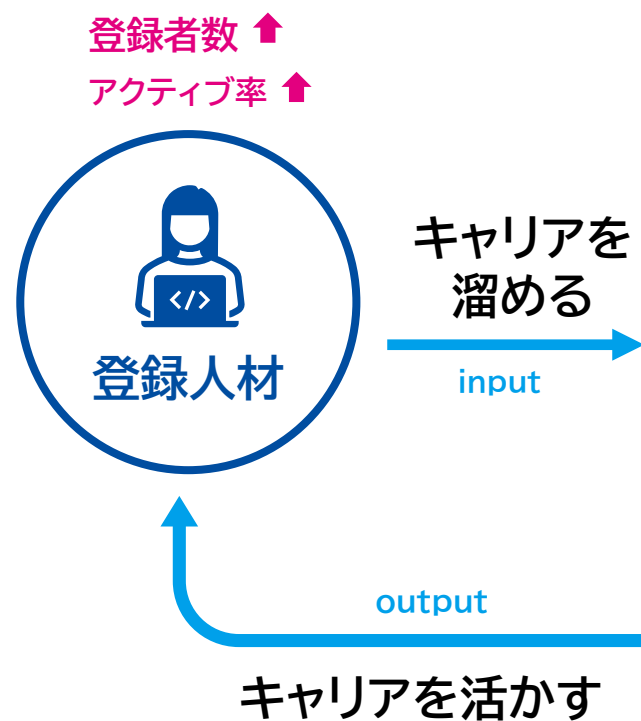 登録者数
アクティブ率
</>
登録人材
キャリアを
溜める
input
output
キャリアを活かす